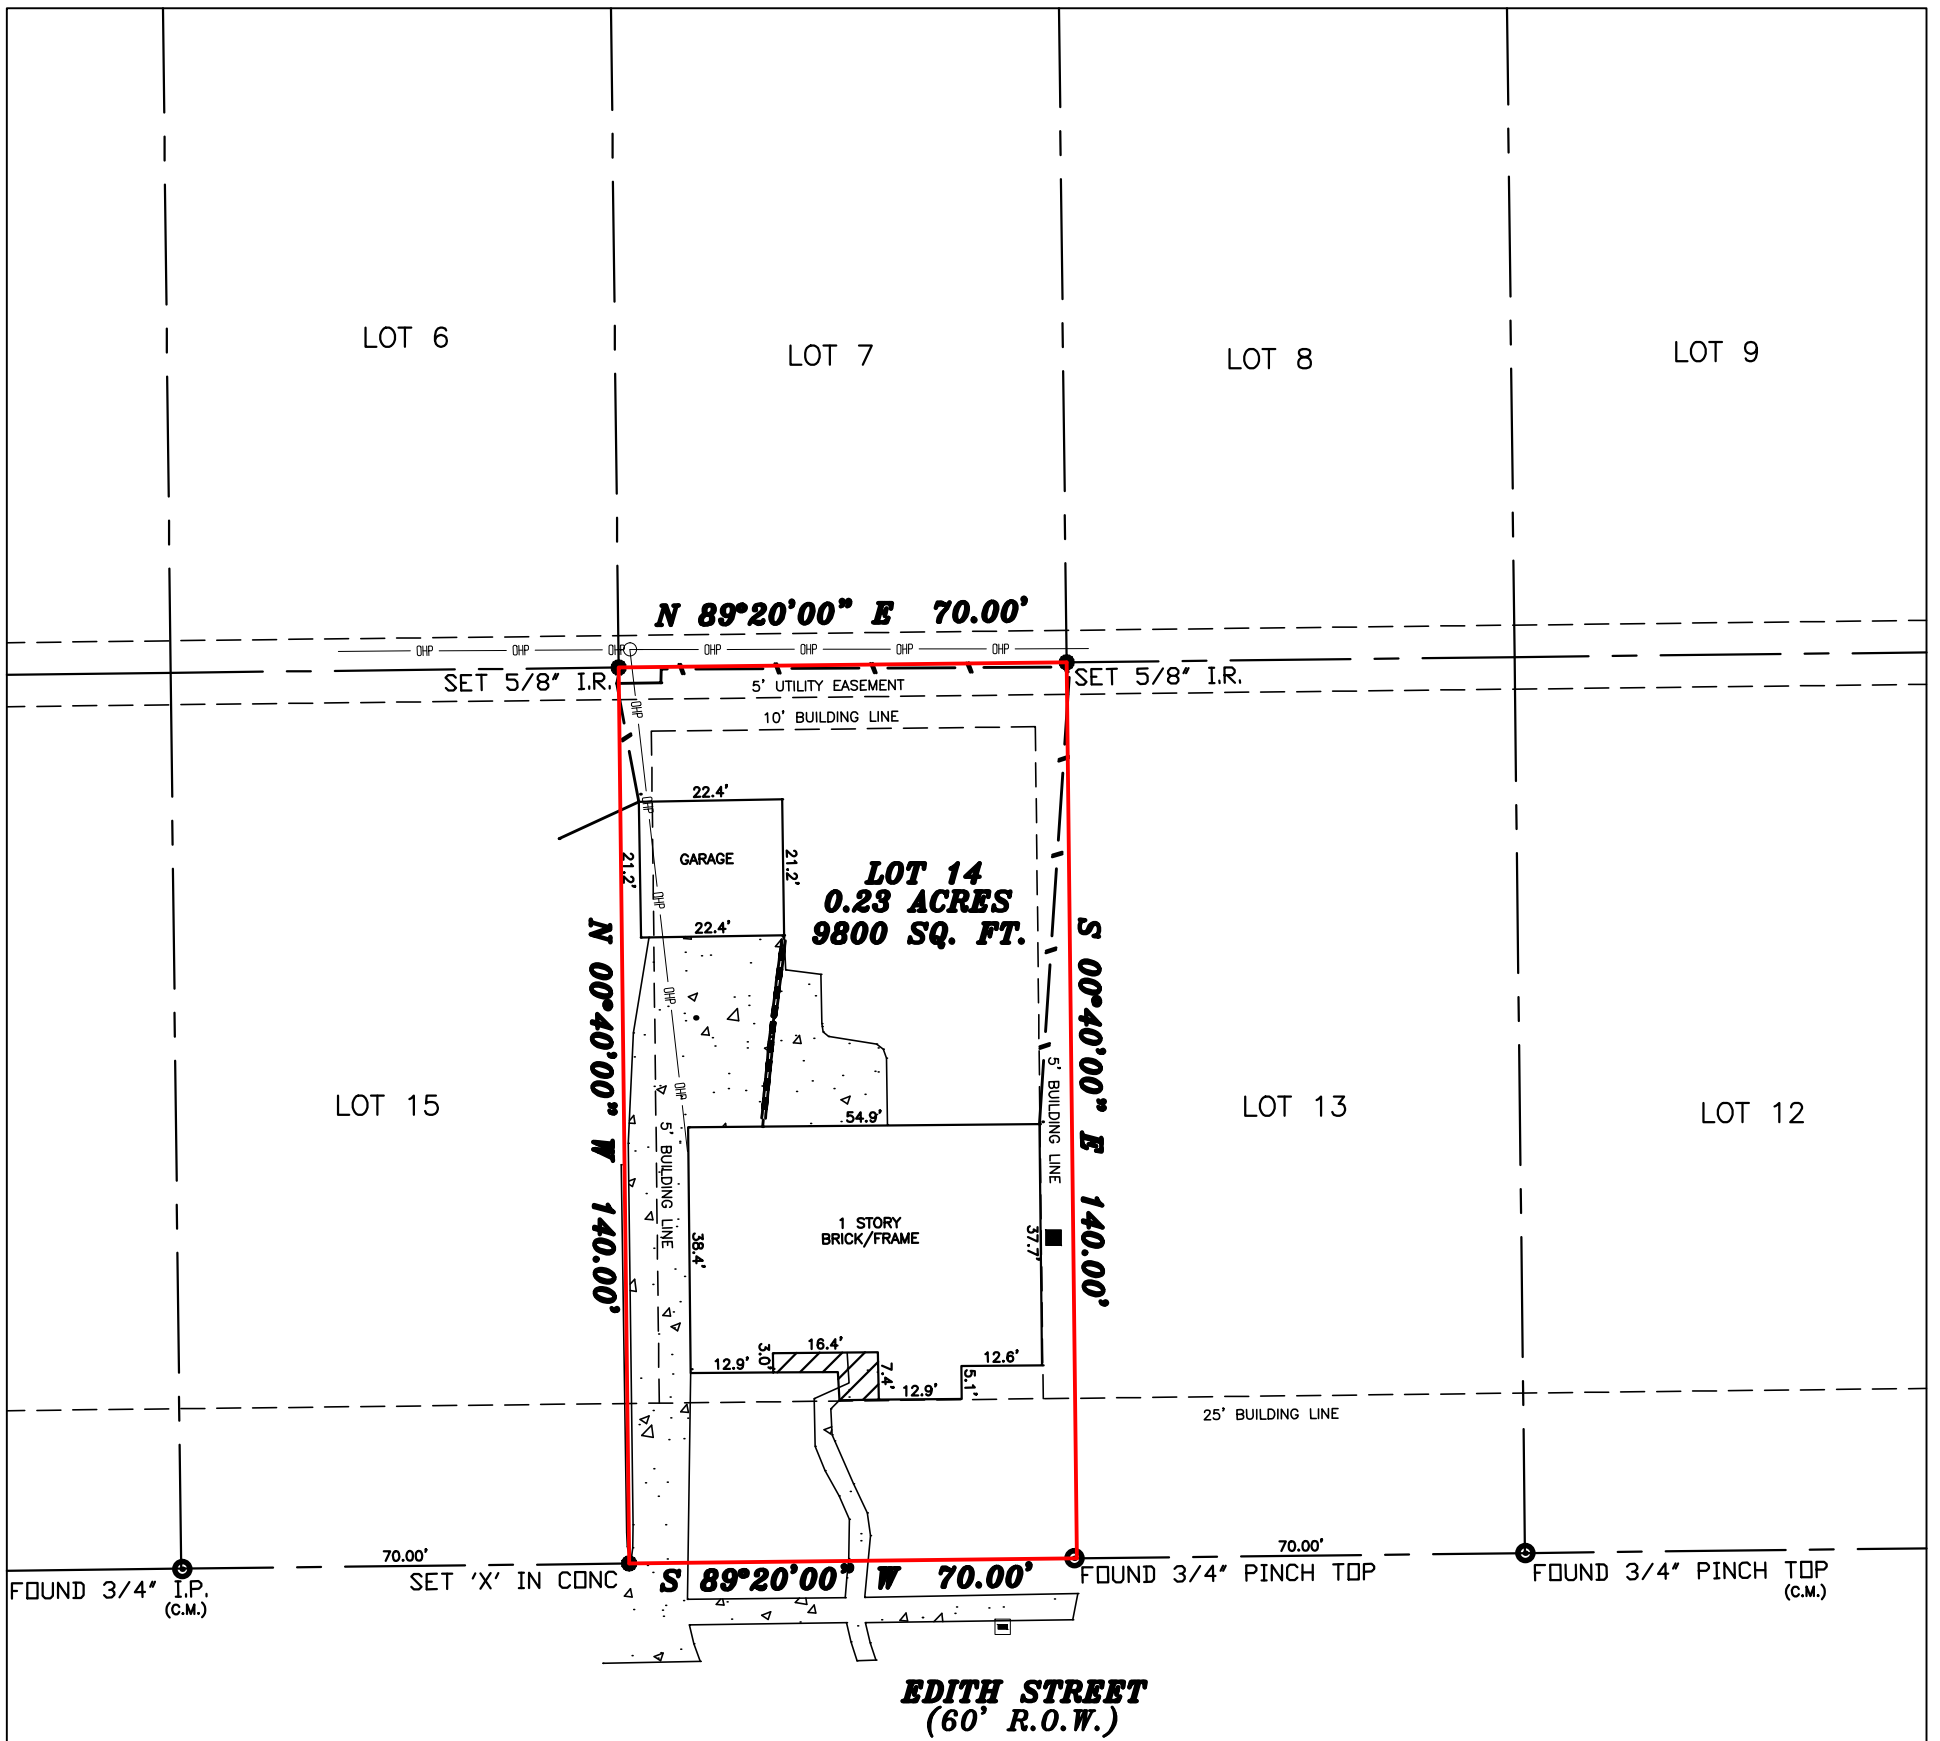 LOT 6
LOT 7
LOT 8
LOT 9
N 89°20'00" E 70.00'
OHP OHP OHP OHP OHP OHP OHP
SET 5/8" I.R.
5' UTILITY EASEMENT
SET 5/8" I.R.
OHP
10' BUILDING LINE
22.4'
OHP
21.2'
GARAGE
21.2'
LOT 14
0.23 ACRES
9800 SQ. FT.
OHP
22.4'
N 00°40'00" W 140.00'
S 00°40'00" E 140.00'
OHP
OHP
LOT 15
54.9'
5' BUILDING LINE
5' BUILDING LINE
LOT 13
LOT 12
1 STORY
BRICK/FRAME
38.4'
37.7'
16.4'
3.0'
12.9'
7.4'
12.9'
5.1'
12.6'
25' BUILDING LINE
70.00'
70.00'
FOUND 3/4" I.P.
(C.M.)
SET 'X' IN CONC
S 89°20'00" W 70.00'
FOUND 3/4" PINCH TOP
FOUND 3/4" PINCH TOP
(C.M.)
EDITH STREET
(60' R.O.W.)